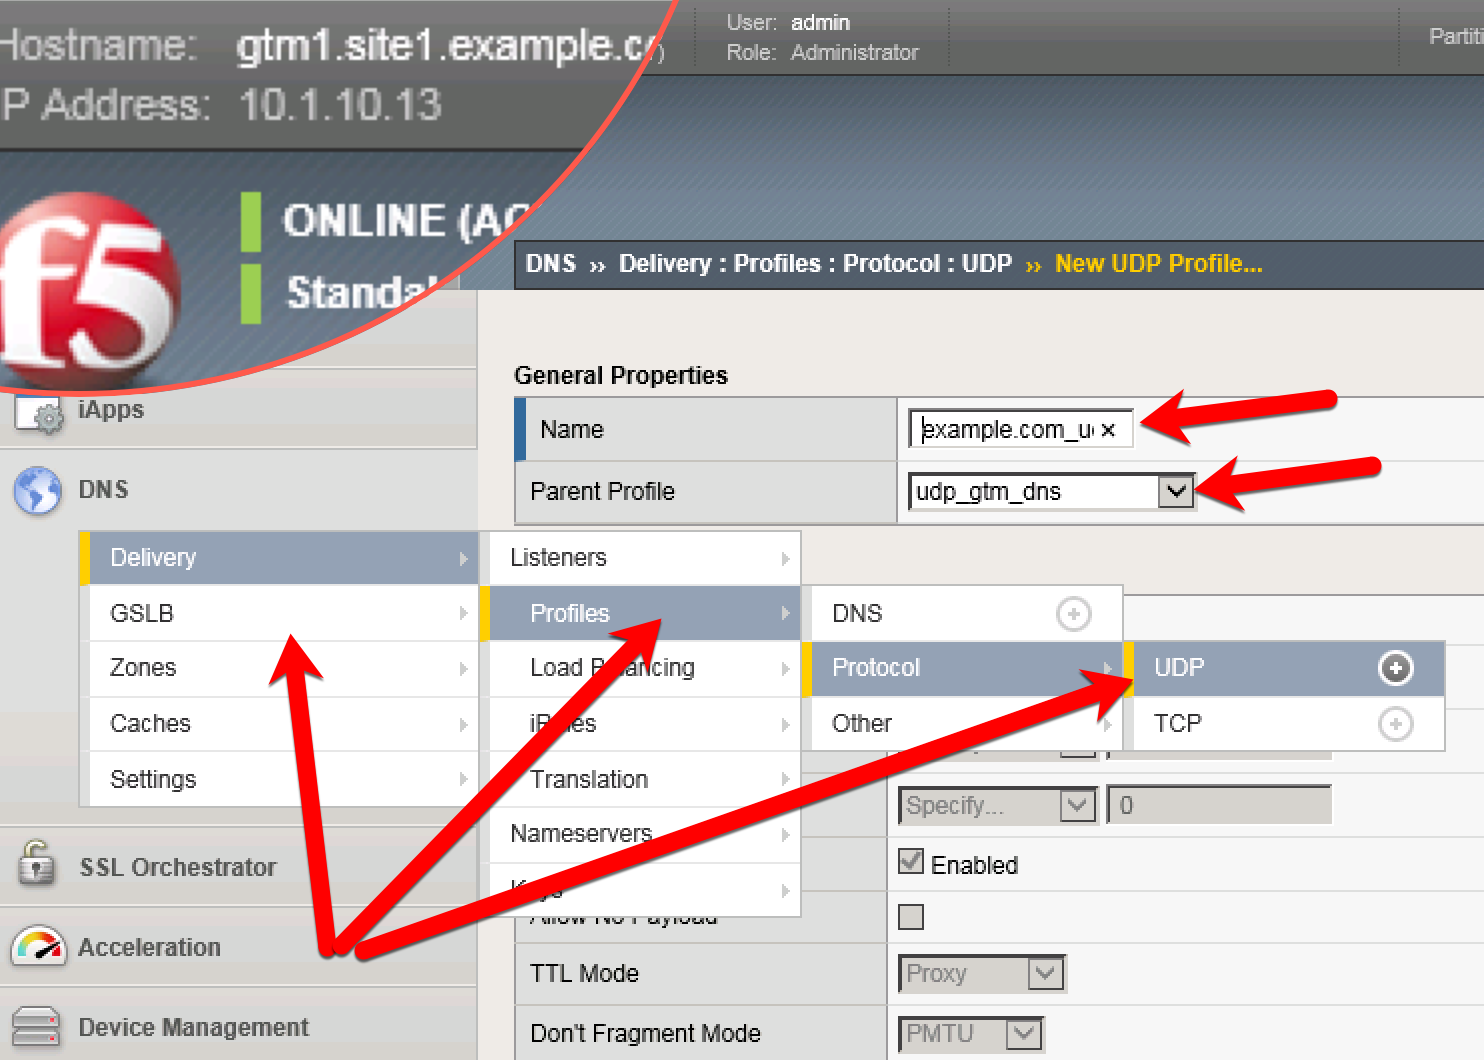 Hostname: gtm1.site1.example.c
P Address: 10.1.10.13
User: admin
Role: Administrator
Partiti
f5
ONLINE (AC
Standal
DNS » Delivery : Profiles : Protocol : UDP » New UDP Profile...
General Properties
Name
example.com_u ×
Parent Profile
udp_gtm_dns
iApps
DNS
Delivery
GSLB
Zones
Caches
Settings
Listeners
Profiles
Load Balancing
iRules
Translation
Nameservers
Keys
DNS
Protocol
Other
UDP
TCP
Specify...
0
Enabled
Allow No Payload
TTL Mode
Proxy
Don't Fragment Mode
PMTU
SSL Orchestrator
Acceleration
Device Management